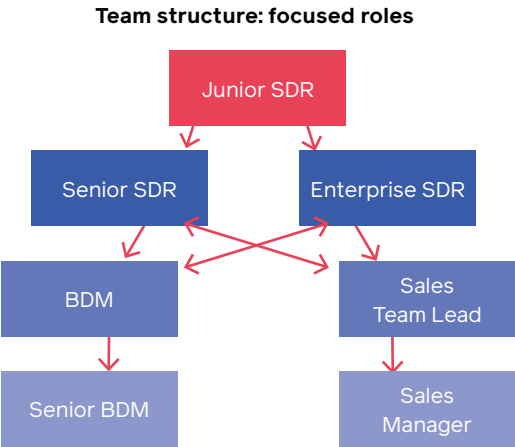 Team structure: focused roles
Junior SDR
Senior SDR
Enterprise SDR
BDM
Sales
Team Lead
Senior BDM
Sales
Manager